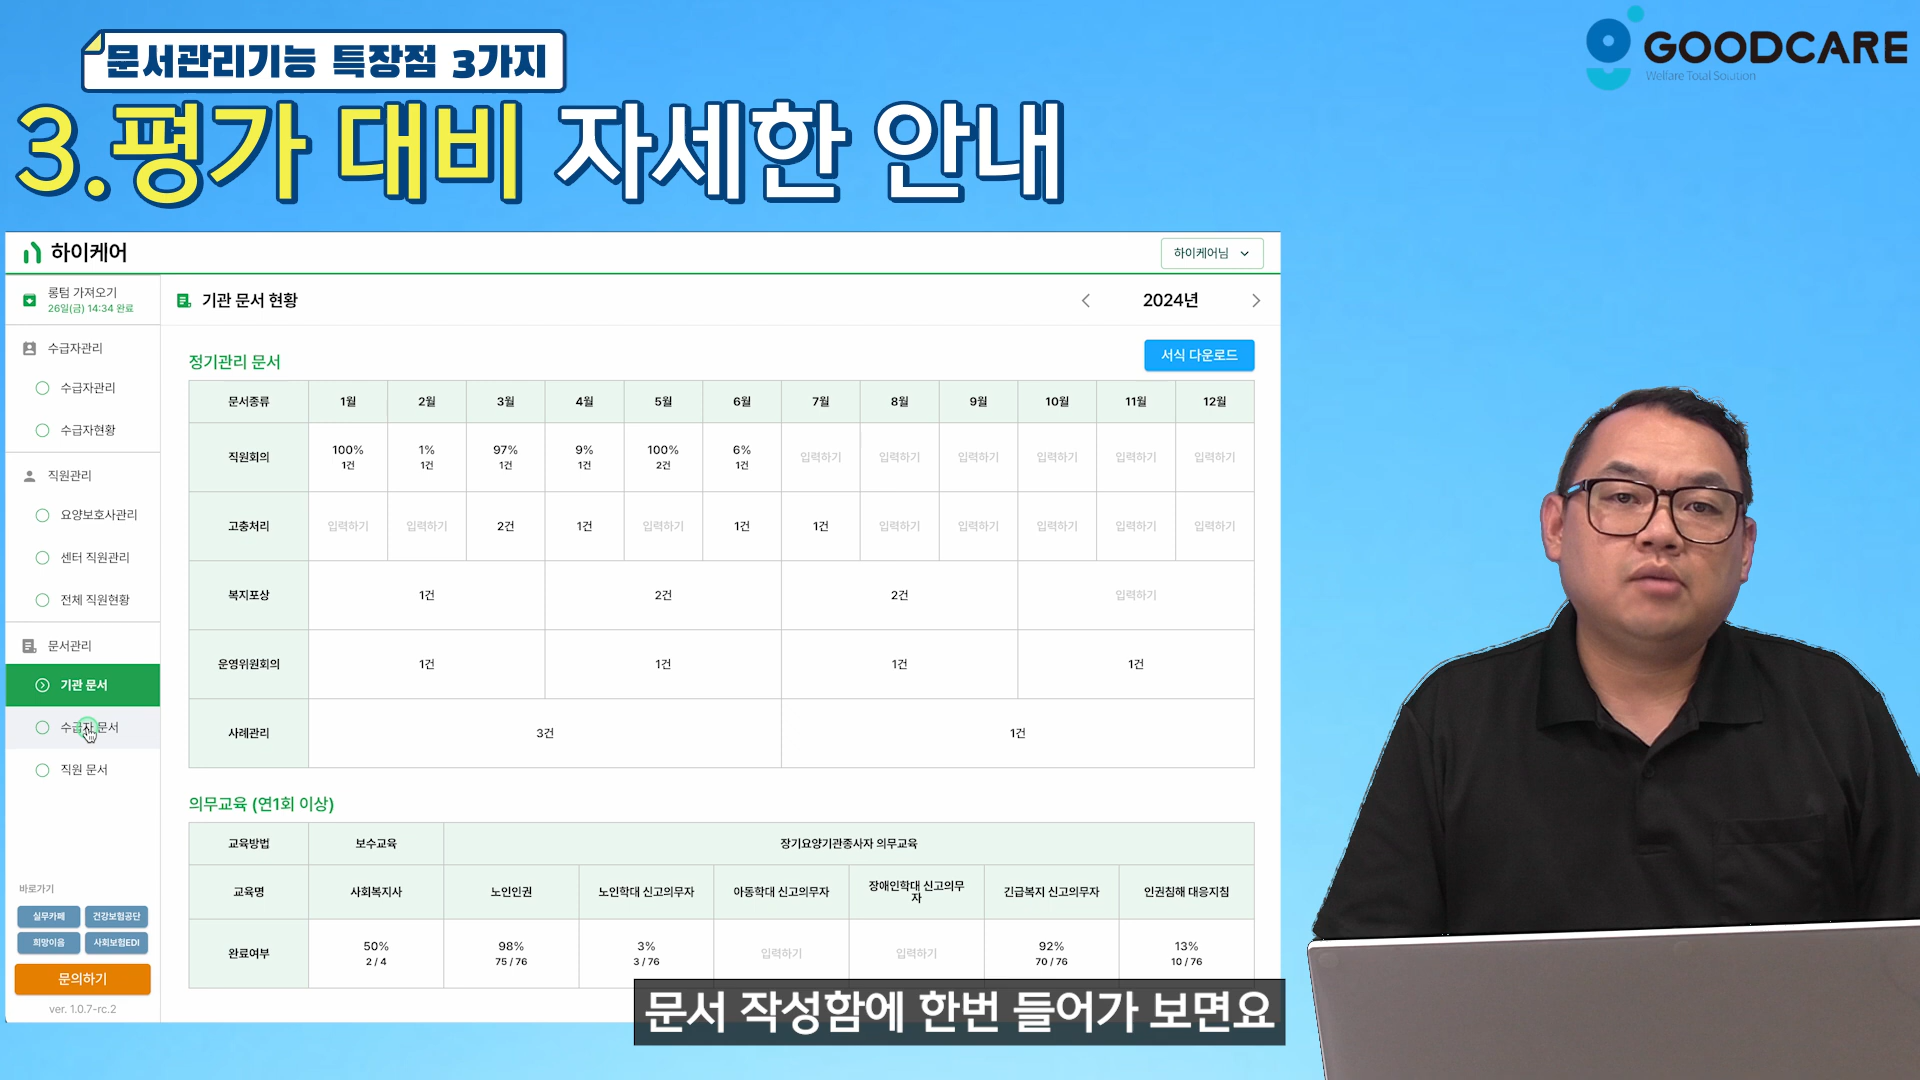 문서관리기능 특장점 3가지
GOODCARE
Welfare Total Solution
3.평가 대비 자세한 안내
하이케어
하이케어님
롱텀 가져오기
26일(금) 14:34 완료
기관 문서 현황
2024년
수급자관리
수급자관리
수급자현황
직원관리
요양보호사관리
센터 직원관리
전체 직원현황
문서관리
기관 문서
수급자 문서
직원 문서
바로가기
실무카페 건강보험공단
희망이음 사회보험EDI
문의하기
ver. 1.0.7-rc.2
정기관리 문서
서식 다운로드
문서종류 1월 2월 3월 4월 5월 6월 7월 8월 9월 10월 11월 12월
직원회의 100% 1% 97% 9% 100% 6% 입력하기 입력하기 입력하기 입력하기 입력하기 입력하기
1건 1건 1건 1건 2건 1건
고충처리 입력하기 입력하기 2건 1건 입력하기 1건 1건 입력하기 입력하기 입력하기 입력하기 입력하기
복지포상 1건 2건 2건 입력하기
운영위원회의 1건 1건 1건 1건
사례관리 3건 1건
의무교육 (연1회 이상)
교육방법 보수교육 장기요양기관종사자 의무교육
교육명 사회복지사 노인인권 노인학대 신고의무자 아동학대 신고의무자 장애인학대 신고의무자 긴급복지 신고의무자 인권침해 대응지침
완료여부 50% 98% 3% 입력하기 입력하기 92% 13%
2 / 4 75 / 76 3 / 76 70 / 76 10 / 76
문서 작성함에 한번 들어가 보면요